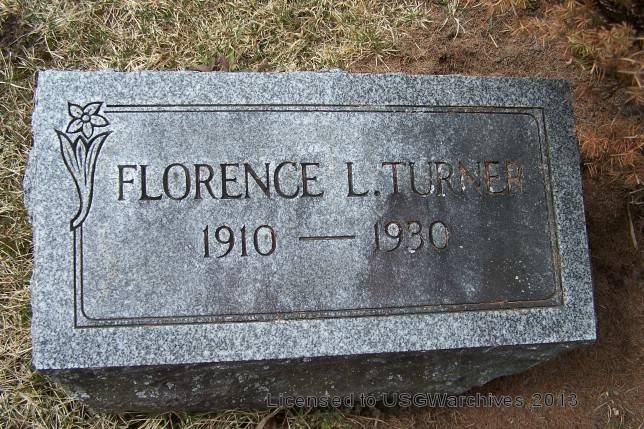 FLORENCE L. TURNER
1910 — 1930
Licensed to USGWarchives 2013